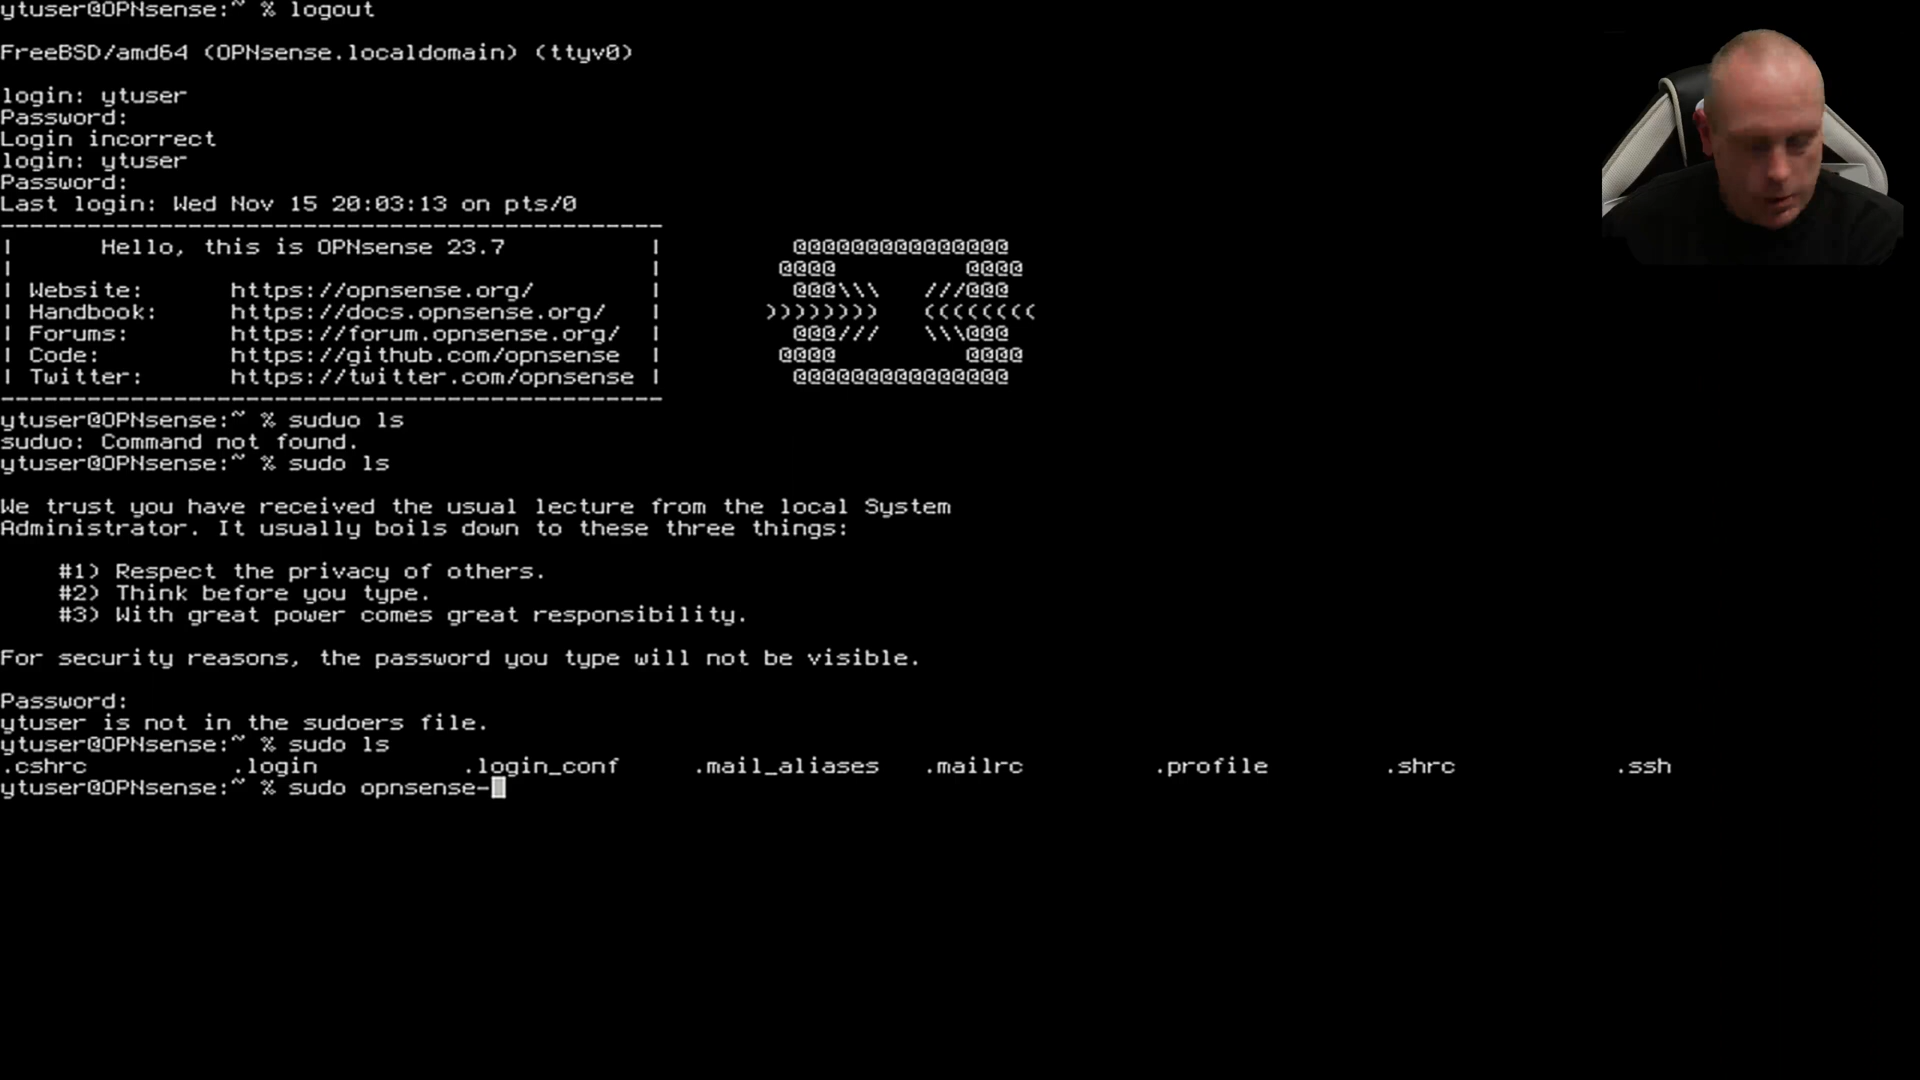 ytuser@OPNsense:~ % logout
FreeBSD/amd64 (OPNsense.localdomain) (ttyv0)
login: ytuser
Password:
Login incorrect
login: ytuser
Password:
Last login: Wed Nov 15 20:03:13 on pts/0
----------------------------------------------
|      Hello, this is OPNsense 23.7          |         @@@@@@@@@@@@@@@
|                                            |        @@@@         @@@@
| Website:      https://opnsense.org/        |         @@@\\\   ///@@@
| Handbook:     https://docs.opnsense.org/   |       ))))))))   ((((((((
| Forums:       https://forum.opnsense.org/  |         @@@///   \\\@@@
| Code:         https://github.com/opnsense  |        @@@@         @@@@
| Twitter:      https://twitter.com/opnsense |         @@@@@@@@@@@@@@@
----------------------------------------------
ytuser@OPNsense:~ % suduo ls
suduo: Command not found.
ytuser@OPNsense:~ % sudo ls
We trust you have received the usual lecture from the local System
Administrator. It usually boils down to these three things:
#1) Respect the privacy of others.
#2) Think before you type.
#3) With great power comes great responsibility.
For security reasons, the password you type will not be visible.
Password:
ytuser is not in the sudoers file.
ytuser@OPNsense:~ % sudo ls
.cshrc          .login          .login_conf     .mail_aliases   .mailrc         .profile        .shrc           .ssh
ytuser@OPNsense:~ % sudo opnsense-